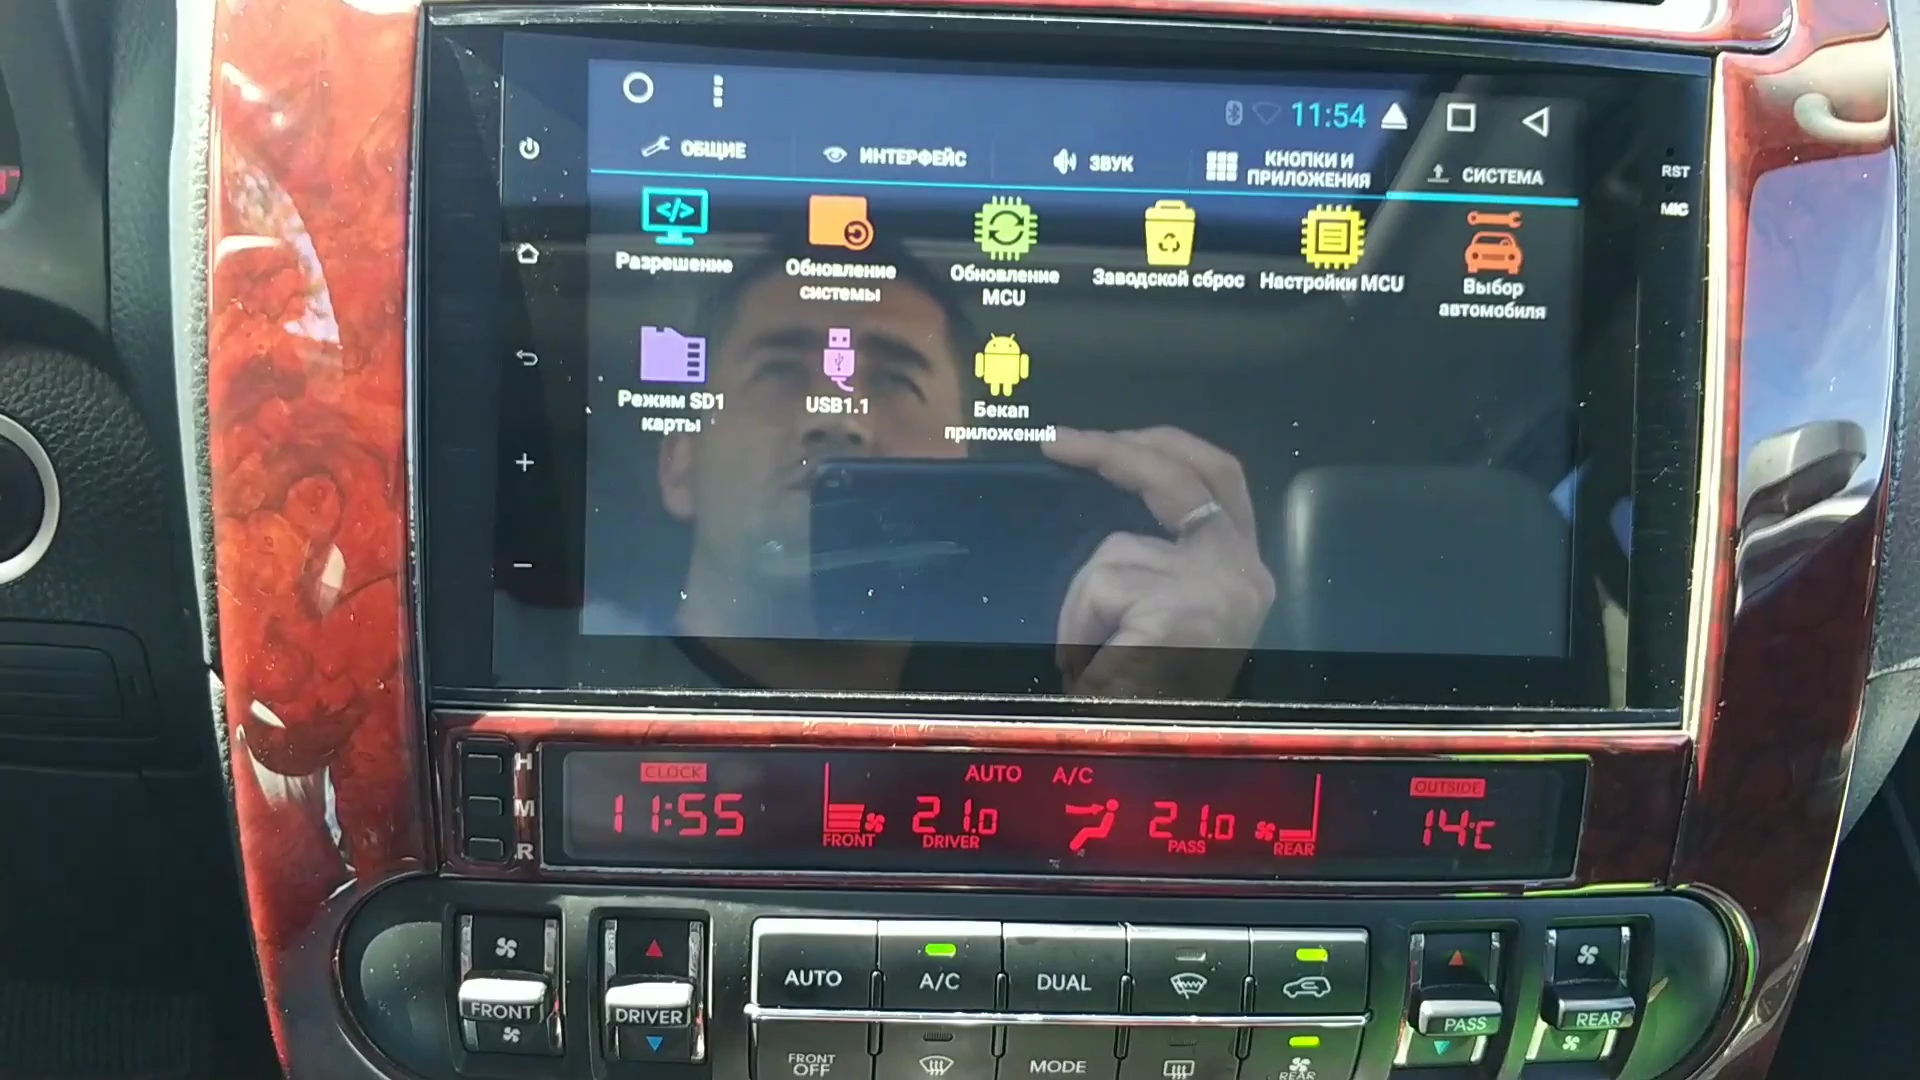 11:54
ОБЩИЕ
ИНТЕРФЕЙС
ЗВУК
КНОПКИ И
ПРИЛОЖЕНИЯ
СИСТЕМА
RST
MIC
Разрешение
Обновление
системы
Обновление
MCU
Заводской сброс
Настройки MCU
Выбор
автомобиля
Режим SD1
карты
USB1.1
Бекап
приложений
H
M
R
CLOCK
11:55
AUTO A/C
FRONT
21.0
DRIVER
21.0
PASS
REAR
OUTSIDE
14°C
FRONT
DRIVER
AUTO
A/C
DUAL
PASS
REAR
FRONT
OFF
MODE
REAR